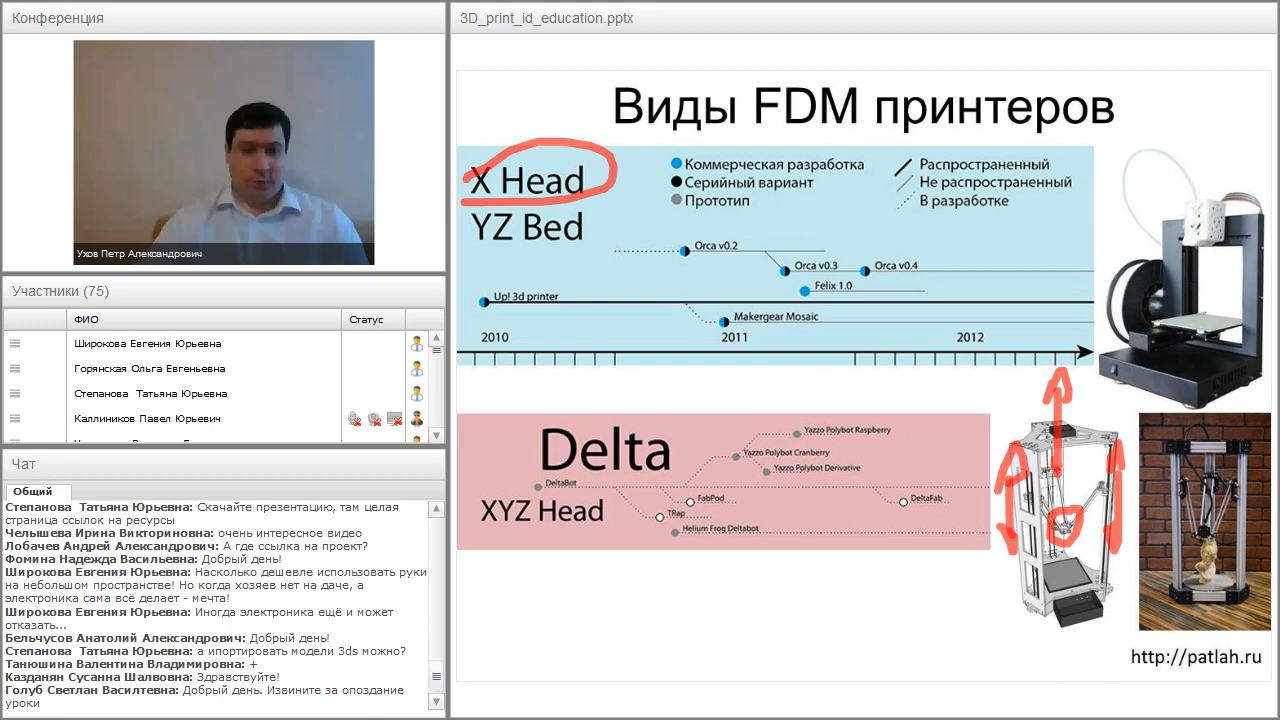 Конференция
Ухов Петр Александрович
Участники (75)
ФИО
Статус
Широкова Евгения Юрьевна
Горянская Ольга Евгеньевна
Степанова Татьяна Юрьевна
Каллиников Павел Юрьевич
Чат
Общий
Степанова Татьяна Юрьевна: Скачайте презентацию, там целая
страница ссылок на ресурсы
Челышева Ирина Викторионовна: очень интересное видео
Лобачев Андрей Александрович: А где ссылка на проект?
Фомина Надежда Васильевна: Добрый день!
Широкова Евгения Юрьевна: Насколько дешевле использовать руки
на небольшом пространстве! Но когда хозяев нет на даче, а
электроника сама всё делает - мечта!
Широкова Евгения Юрьевна: Иногда электроника ещё и может
отказать...
Бельчусов Анатолий Александрович: Добрый день!
Степанова Татьяна Юрьевна: а ипортировать модели 3ds можно?
Танюшина Валентина Владимировна: +
Казданян Сусанна Шалвовна: Здравствуйте!
Голуб Светлан Василтевна: Добрый день. Извините за опоздание
уроки
3D_print_id_education.pptx
Виды FDM принтеров
X Head
YZ Bed
Коммерческая разработка
Серийный вариант
Прототип
Распространенный
Не распространенный
В разработке
Orca v0.2
Orca v0.3
Orca v0.4
Felix 1.0
Up! 3d printer
Makergear Mosaic
2010
2011
2012
Delta
XYZ Head
Yazzo Polybot Raspberry
Yazzo Polybot Cranberry
Yazzo Polybot Derivative
DeltaBot
FabPod
DeltaFab
TRap
Helium Frog Deltabot
http://patlah.ru